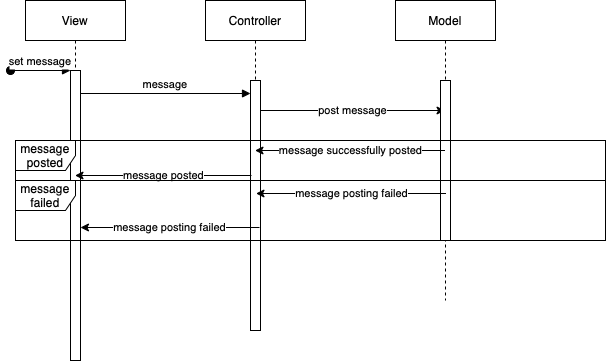 View
Controller
Model
set message
message
post message
message
posted
message successfully posted
message posted
message
failed
message posting failed
message posting failed